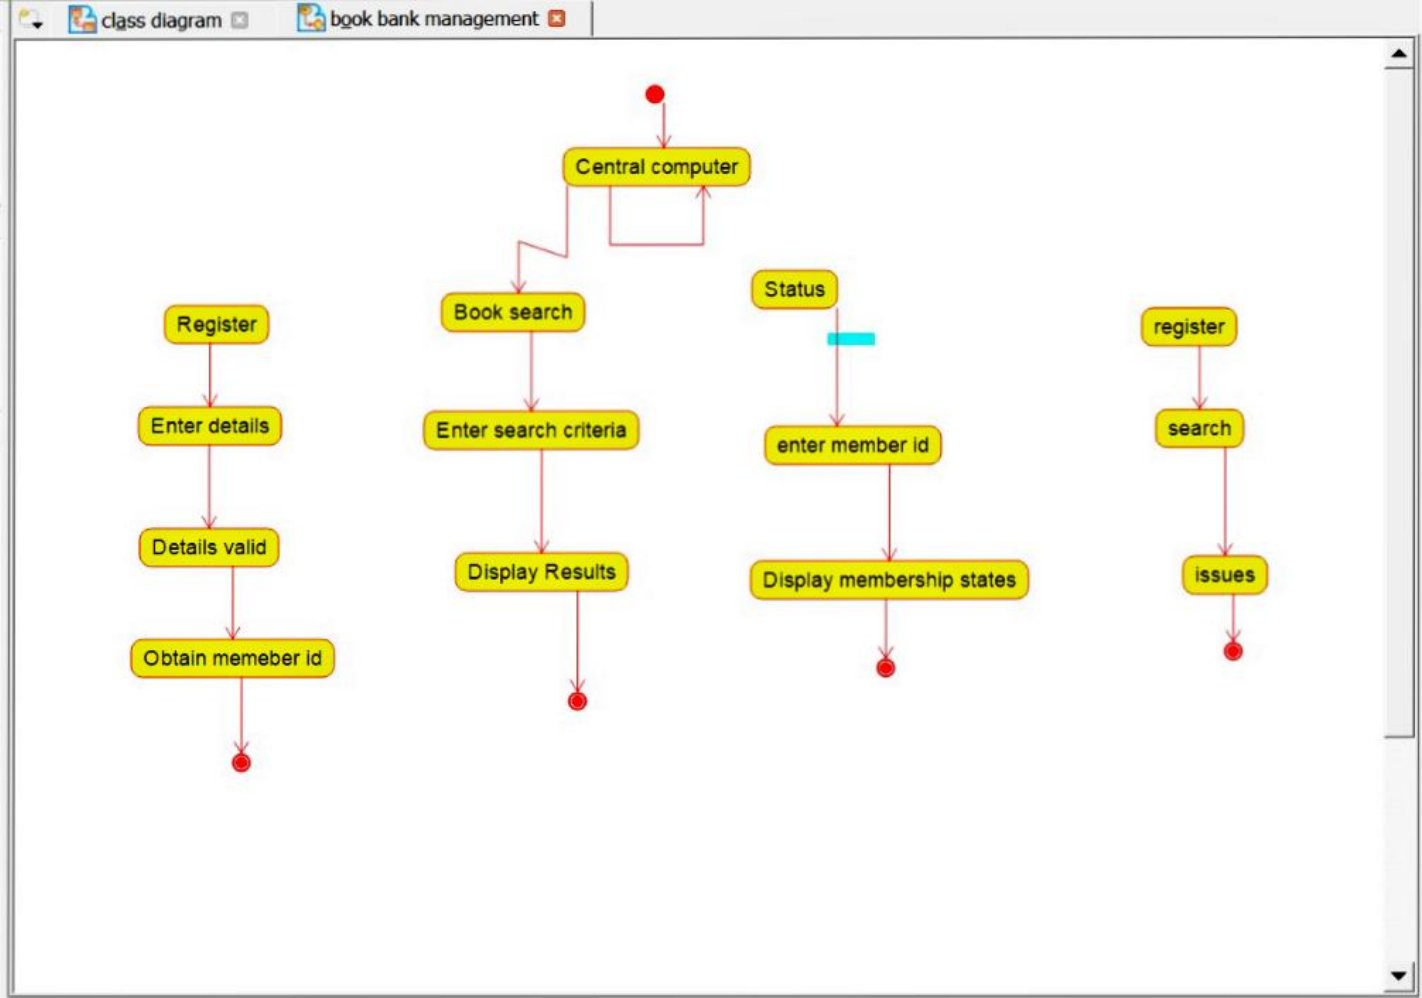 class diagram
book bank management
Central computer
Register
Enter details
Details valid
Obtain memeber id
Book search
Enter search criteria
Display Results
Status
enter member id
Display membership states
register
search
issues